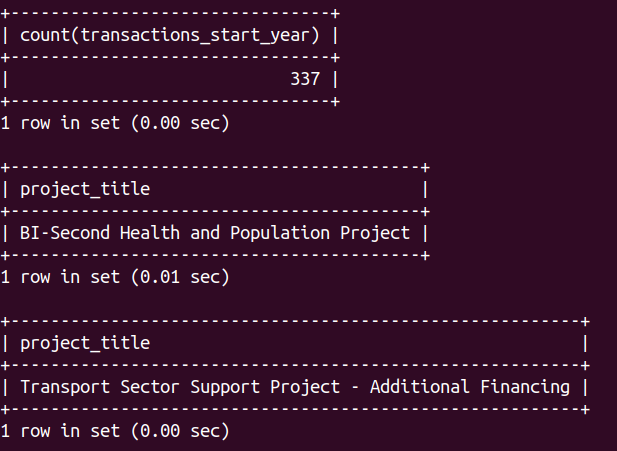 +---------------------------------+
| count(transactions_start_year) |
+---------------------------------+
|                            337 |
+---------------------------------+
1 row in set (0.00 sec)

+------------------------------------------+
| project_title                            |
+------------------------------------------+
| BI-Second Health and Population Project |
+------------------------------------------+
1 row in set (0.01 sec)

+----------------------------------------------------------+
| project_title                                            |
+----------------------------------------------------------+
| Transport Sector Support Project - Additional Financing |
+----------------------------------------------------------+
1 row in set (0.00 sec)